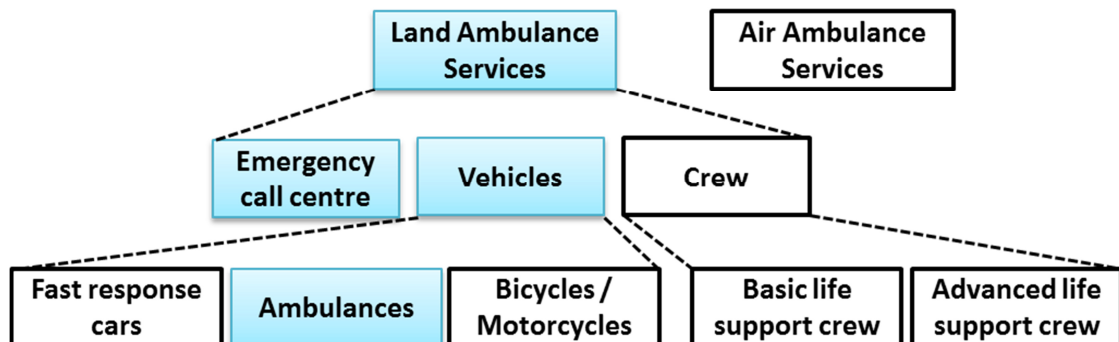 Land Ambulance
Services
Air Ambulance
Services
Emergency
call centre
Vehicles
Crew
Fast response
cars
Ambulances
Bicycles /
Motorcycles
Basic life
support crew
Advanced life
support crew